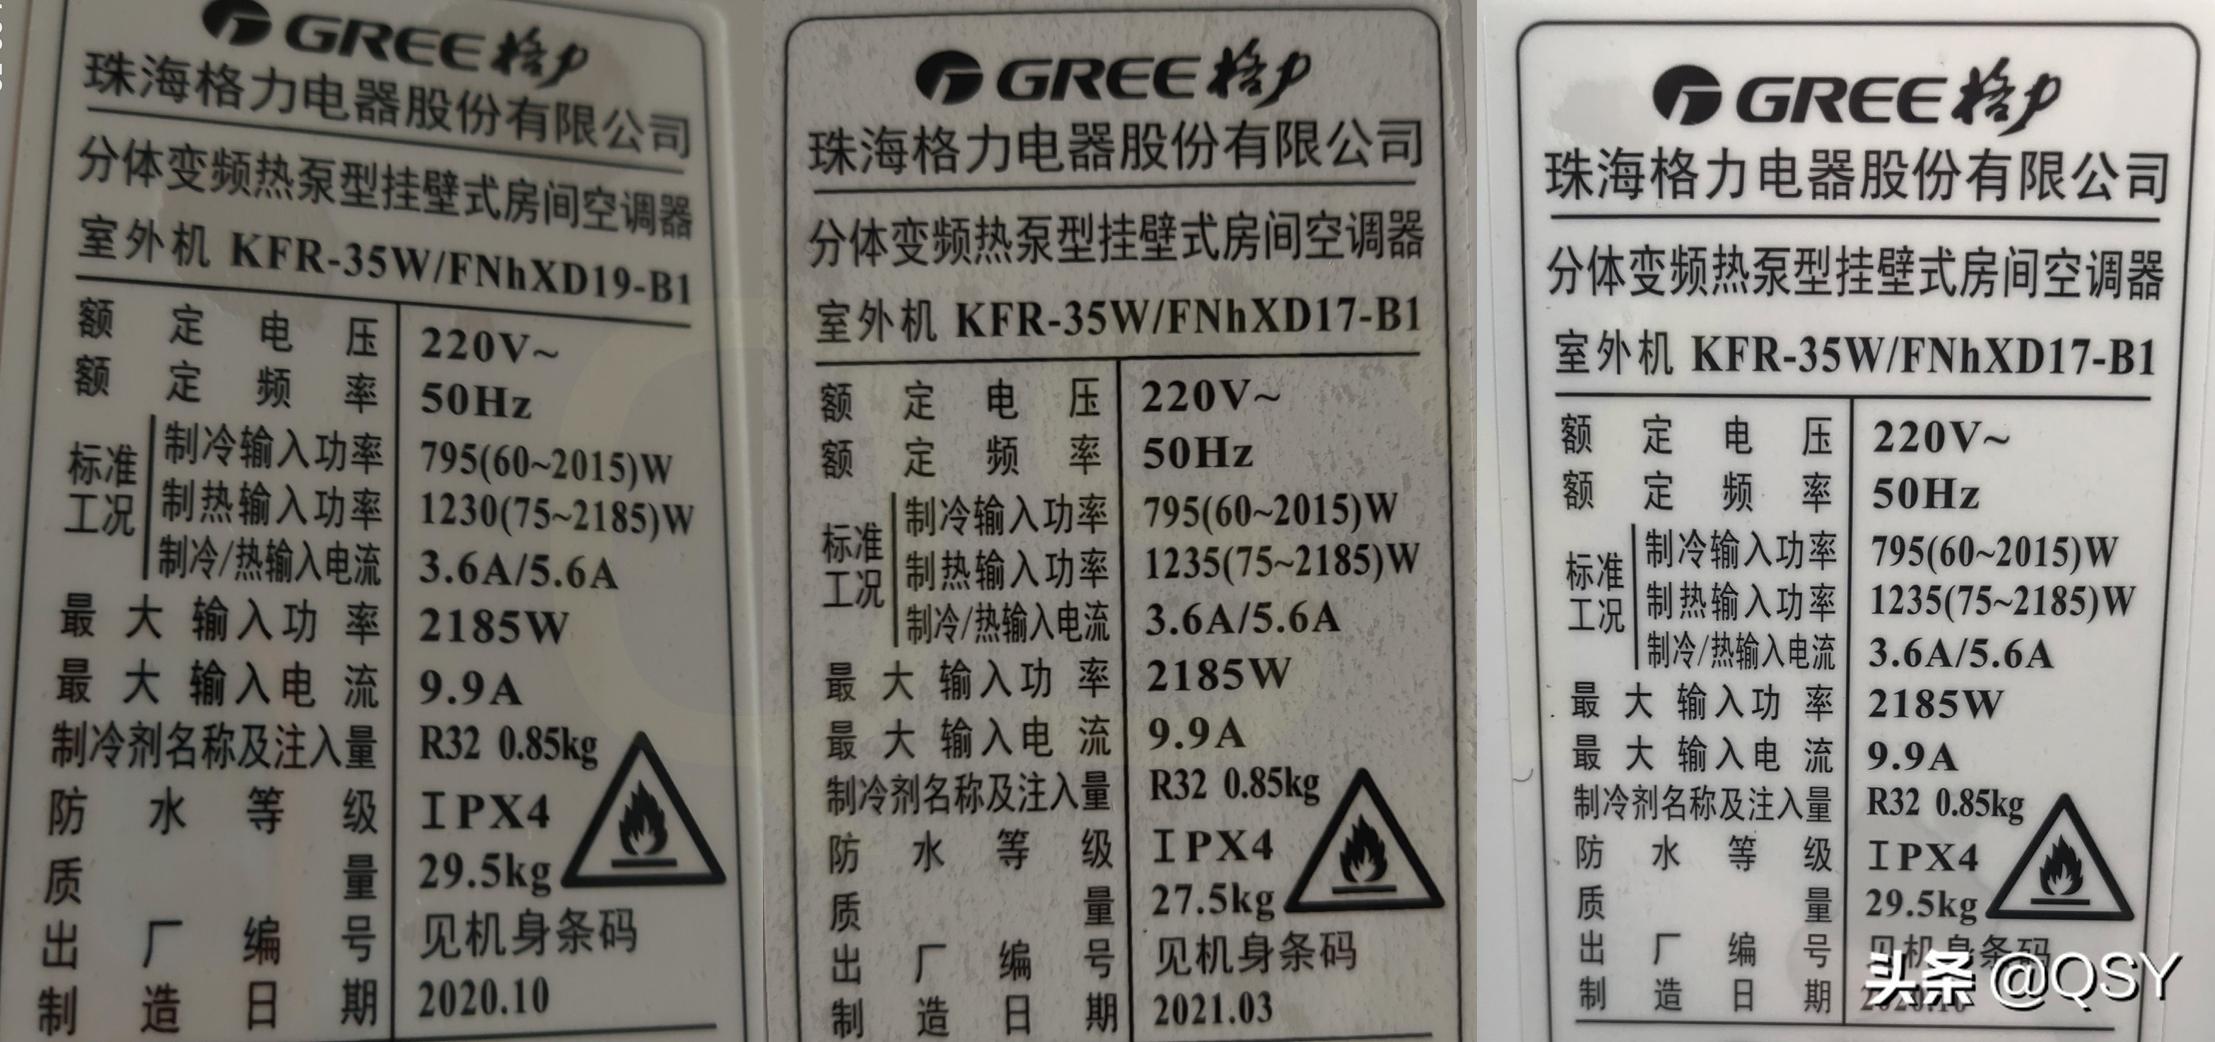 GREE 格力
珠海格力电器股份有限公司
分体变频热泵型挂壁式房间空调器
室外机 KFR-35W/FNhXD19-B1
额定电压 220V~
额定频率 50Hz
标准工况
制冷输入功率 795(60~2015)W
制热输入功率 1230(75~2185)W
制冷/热输入电流 3.6A/5.6A
最大输入功率 2185W
最大输入电流 9.9A
制冷剂名称及注入量 R32 0.85kg
防水等级 IPX4
质量 29.5kg
出厂编号 见机身条码
制造日期 2020.10
GREE 格力
珠海格力电器股份有限公司
分体变频热泵型挂壁式房间空调器
室外机 KFR-35W/FNhXD17-B1
额定电压 220V~
额定频率 50Hz
标准工况
制冷输入功率 795(60~2015)W
制热输入功率 1235(75~2185)W
制冷/热输入电流 3.6A/5.6A
最大输入功率 2185W
最大输入电流 9.9A
制冷剂名称及注入量 R32 0.85kg
防水等级 IPX4
质量 27.5kg
出厂编号 见机身条码
制造日期 2021.03
GREE 格力
珠海格力电器股份有限公司
分体变频热泵型挂壁式房间空调器
室外机 KFR-35W/FNhXD17-B1
额定电压 220V~
额定频率 50Hz
标准工况
制冷输入功率 795(60~2015)W
制热输入功率 1235(75~2185)W
制冷/热输入电流 3.6A/5.6A
最大输入功率 2185W
最大输入电流 9.9A
制冷剂名称及注入量 R32 0.85kg
防水等级 IPX4
质量 29.5kg
出厂编号 见机身条码
制造日期
头条 @QSY